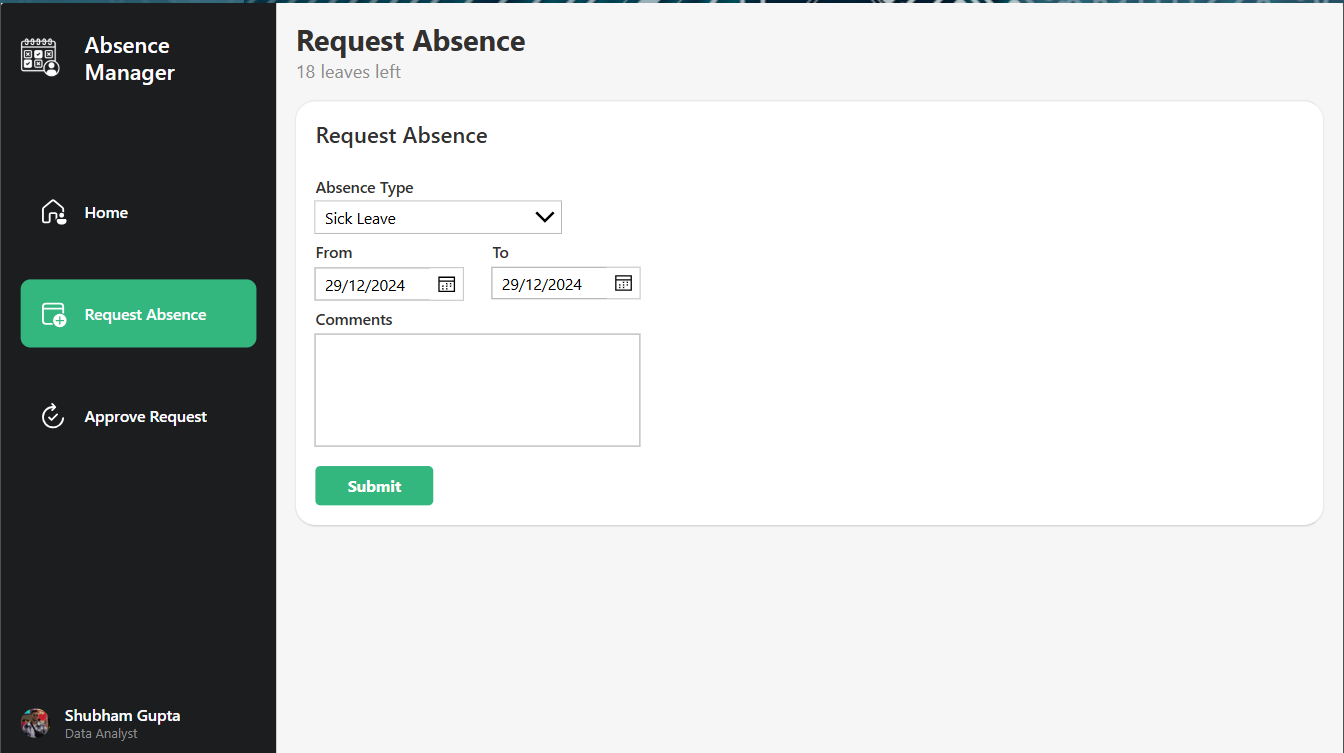 Absence
Manager
Home
Request Absence
Approve Request
Shubham Gupta
Data Analyst
Request Absence
18 leaves left
Request Absence
Absence Type
Sick Leave
From To
29/12/2024 29/12/2024
Comments
Submit